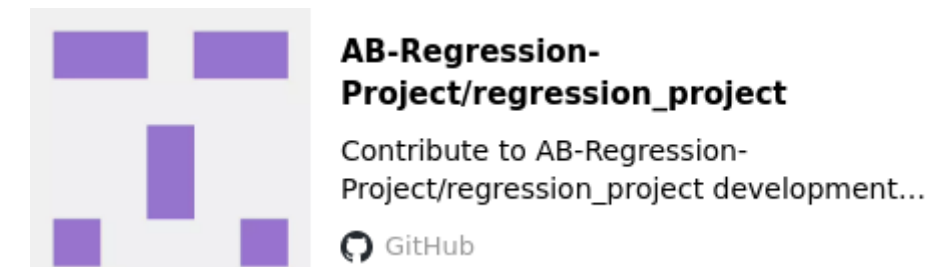 AB-Regression-
Project/regression_project
Contribute to AB-Regression-
Project/regression_project development...
GitHub